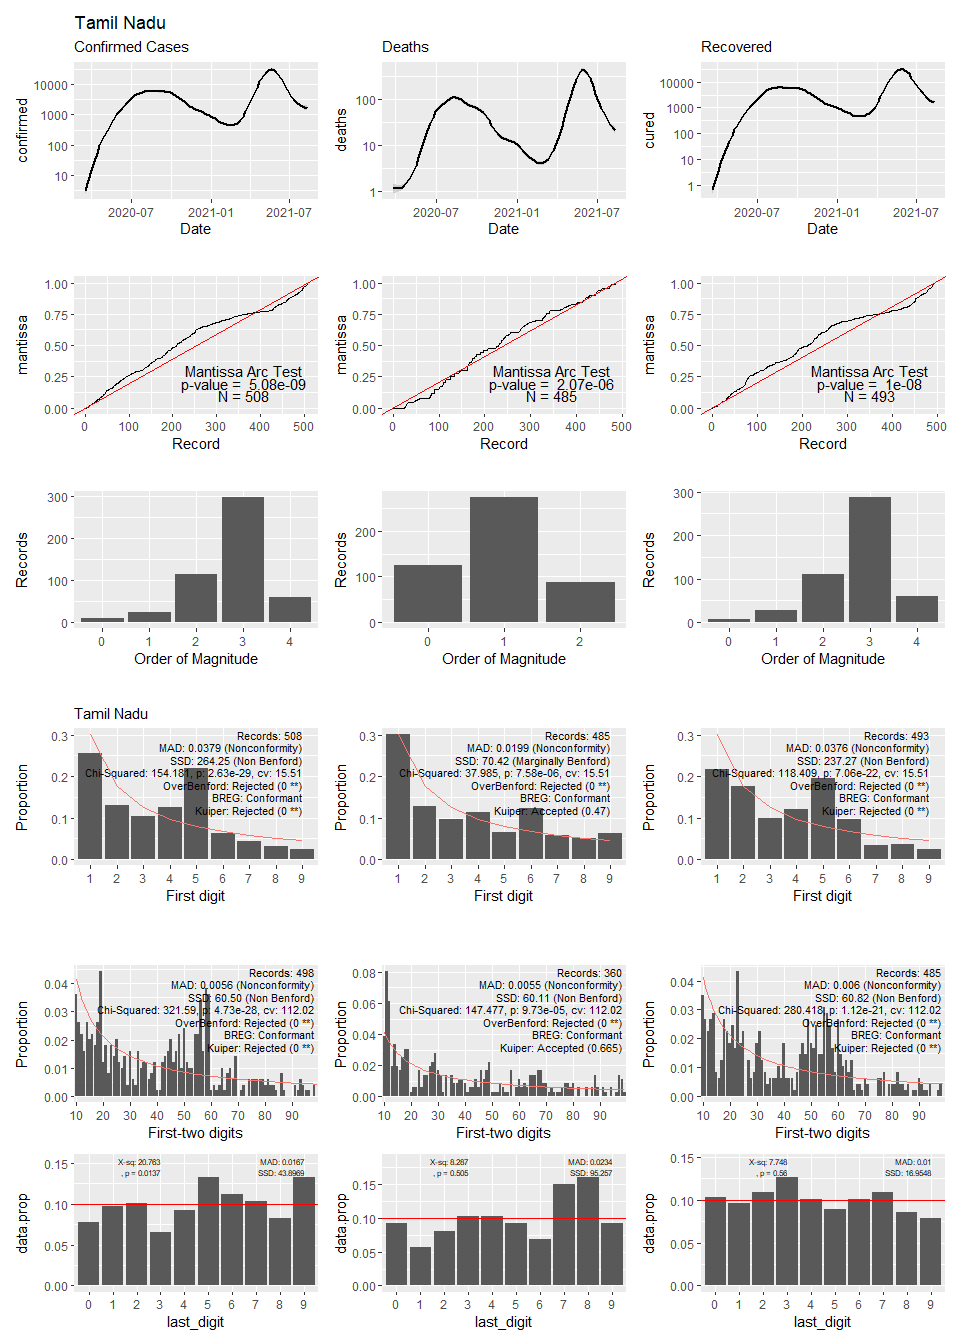 Tamil Nadu
Confirmed Cases
Deaths
Recovered
confirmed
10000
1000
100
10
2020-07
2021-01
2021-07
Date
deaths
100
10
1
2020-07
2021-01
2021-07
Date
cured
10000
1000
100
10
1
2020-07
2021-01
2021-07
Date
mantissa
1.00
0.75
0.50
0.25
0.00
Mantissa Arc Test
p-value = 5.08e-09
N = 508
0 100 200 300 400 500
Record
mantissa
1.00
0.75
0.50
0.25
0.00
Mantissa Arc Test
p-value = 2.07e-06
N = 485
0 100 200 300 400 500
Record
mantissa
1.00
0.75
0.50
0.25
0.00
Mantissa Arc Test
p-value = 1e-08
N = 493
0 100 200 300 400 500
Record
Records
300
200
100
0
0 1 2 3 4
Order of Magnitude
Records
200
100
0
0 1 2
Order of Magnitude
Records
300
200
100
0
0 1 2 3 4
Order of Magnitude
Tamil Nadu
Proportion
0.3
0.2
0.1
0.0
Records: 508
MAD: 0.0379 (Nonconformity)
SSD: 264.25 (Non Benford)
Chi-Squared: 154.181, p: 2.63e-29, cv: 15.51
OverBenford: Rejected (0 **)
BREG: Conformant
Kuiper: Rejected (0 **)
1 2 3 4 5 6 7 8 9
First digit
Proportion
0.3
0.2
0.1
0.0
Records: 485
MAD: 0.0199 (Nonconformity)
SSD: 70.42 (Marginally Benford)
Chi-Squared: 37.985, p: 7.58e-06, cv: 15.51
OverBenford: Rejected (0 **)
BREG: Conformant
Kuiper: Accepted (0.47)
1 2 3 4 5 6 7 8 9
First digit
Proportion
0.3
0.2
0.1
0.0
Records: 493
MAD: 0.0376 (Nonconformity)
SSD: 237.27 (Non Benford)
Chi-Squared: 118.409, p: 7.06e-22, cv: 15.51
OverBenford: Rejected (0 **)
BREG: Conformant
Kuiper: Rejected (0 **)
1 2 3 4 5 6 7 8 9
First digit
Proportion
0.04
0.03
0.02
0.01
0.00
Records: 498
MAD: 0.0056 (Nonconformity)
SSD: 60.50 (Non Benford)
Chi-Squared: 321.59, p: 4.73e-28, cv: 112.02
OverBenford: Rejected (0 **)
BREG: Conformant
Kuiper: Rejected (0 **)
10 20 30 40 50 60 70 80 90
First-two digits
Proportion
0.08
0.06
0.04
0.02
0.00
Records: 360
MAD: 0.0055 (Nonconformity)
SSD: 60.11 (Non Benford)
Chi-Squared: 147.477, p: 9.73e-05, cv: 112.02
OverBenford: Rejected (0 **)
BREG: Conformant
Kuiper: Accepted (0.665)
10 20 30 40 50 60 70 80 90
First-two digits
Proportion
0.04
0.03
0.02
0.01
0.00
Records: 485
MAD: 0.006 (Nonconformity)
SSD: 60.82 (Non Benford)
Chi-Squared: 280.418, p: 1.12e-21, cv: 112.02
OverBenford: Rejected (0 **)
BREG: Conformant
Kuiper: Rejected (0 **)
10 20 30 40 50 60 70 80 90
First-two digits
data.prop
0.15
0.10
0.05
0.00
X-sq: 20.763
, p = 0.0137
MAD: 0.0167
SSD: 43.8969
0 1 2 3 4 5 6 7 8 9
last_digit
data.prop
0.15
0.10
0.05
0.00
X-sq: 8.287
, p = 0.505
MAD: 0.0234
SSD: 95.257
0 1 2 3 4 5 6 7 8 9
last_digit
data.prop
0.15
0.10
0.05
0.00
X-sq: 7.748
, p = 0.56
MAD: 0.01
SSD: 16.9548
0 1 2 3 4 5 6 7 8 9
last_digit